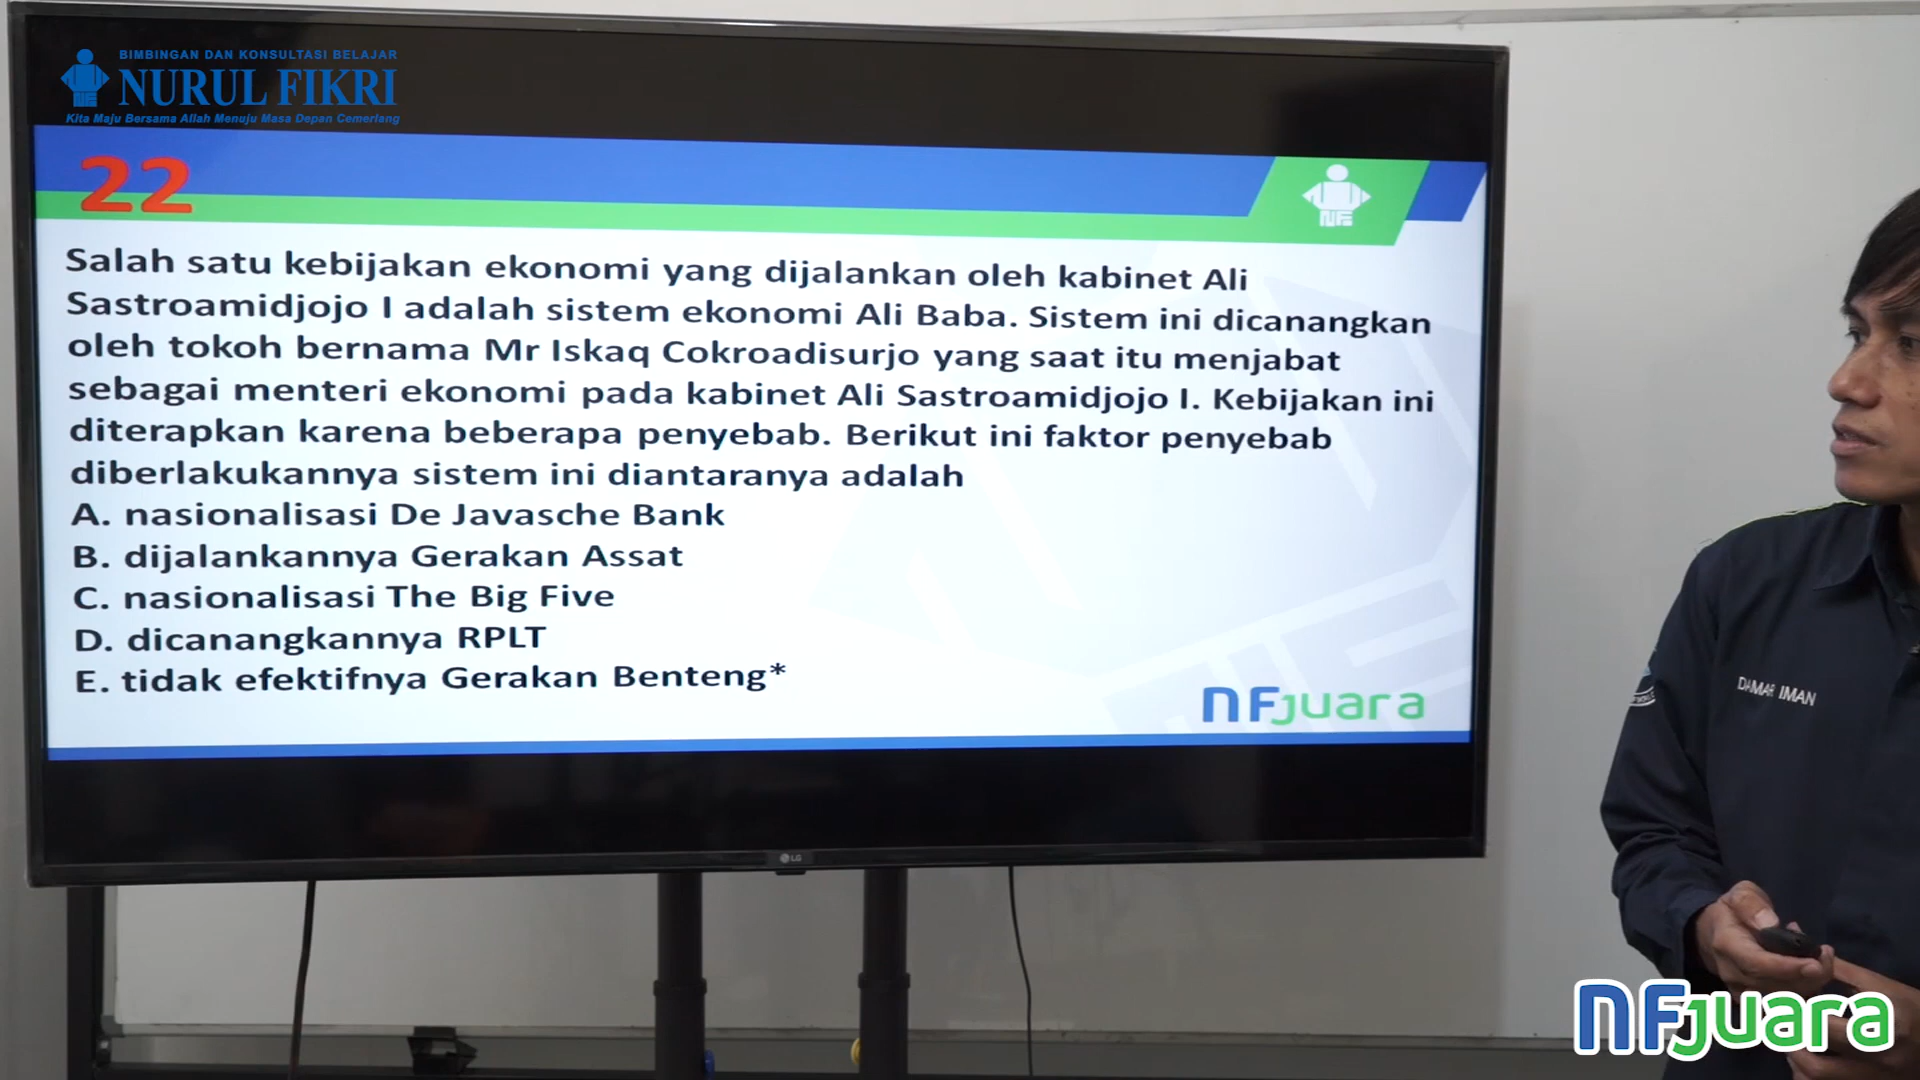 BIMBINGAN DAN KONSULTASI BELAJAR
NURUL FIKRI
Kita Maju Bersama Allah Menuju Masa Depan Cemerlang
22
NF
Salah satu kebijakan ekonomi yang dijalankan oleh kabinet Ali
Sastroamidjojo I adalah sistem ekonomi Ali Baba. Sistem ini dicanangkan
oleh tokoh bernama Mr Iskaq Cokroadisurjo yang saat itu menjabat
sebagai menteri ekonomi pada kabinet Ali Sastroamidjojo I. Kebijakan ini
diterapkan karena beberapa penyebab. Berikut ini faktor penyebab
diberlakukannya sistem ini diantaranya adalah
A. nasionalisasi De Javasche Bank
B. dijalankannya Gerakan Assat
C. nasionalisasi The Big Five
D. dicanangkannya RPLT
E. tidak efektifnya Gerakan Benteng*
NFjuara
DAMAR IMAN
LG
NFjuara